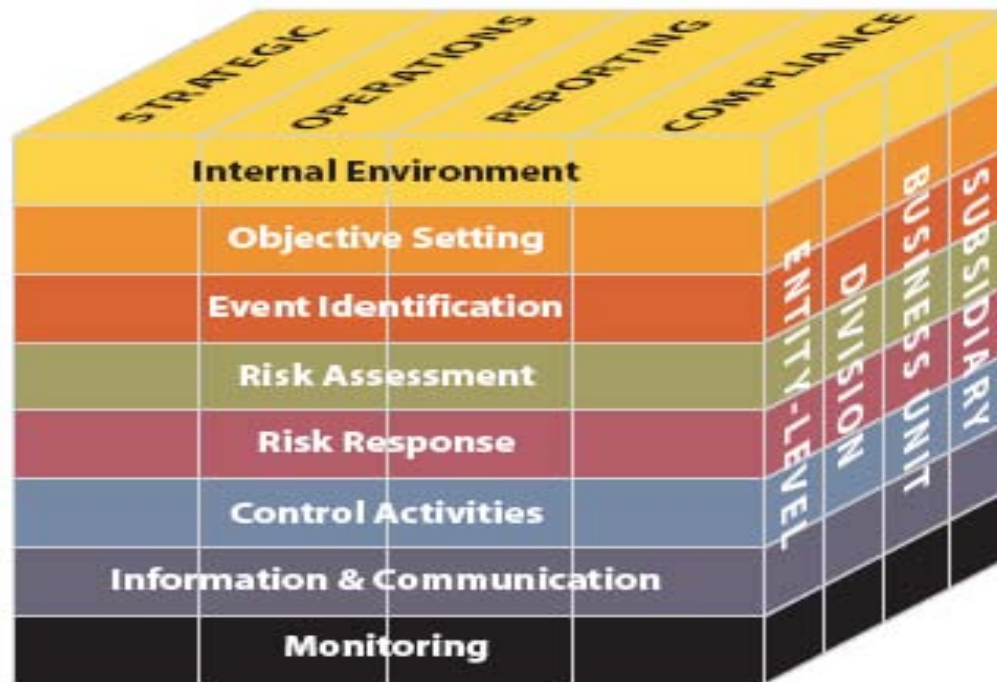 STRATEGIC
OPERATIONS
REPORTING
COMPLIANCE
Internal Environment
Objective Setting
Event Identification
Risk Assessment
Risk Response
Control Activities
Information & Communication
Monitoring
ENTITY-LEVEL
DIVISION
BUSINESS UNIT
SUBSIDIARY